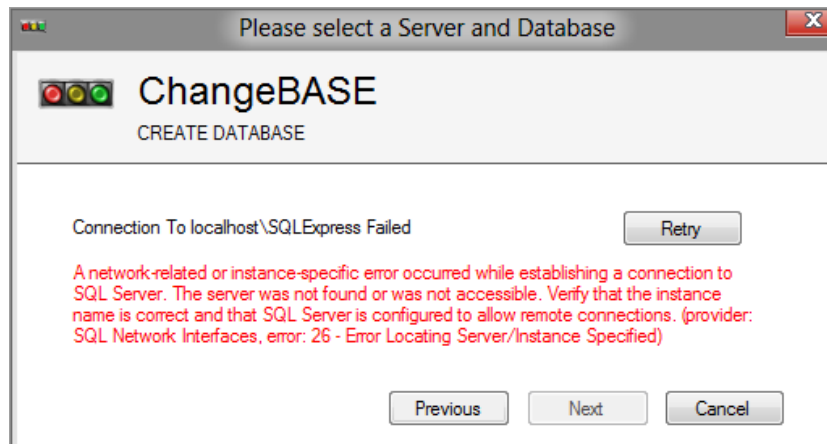 Please select a Server and Database
X
ChangeBASE
CREATE DATABASE
Connection To localhost\SQLExpress Failed
Retry
A network-related or instance-specific error occurred while establishing a connection to
SQL Server. The server was not found or was not accessible. Verify that the instance
name is correct and that SQL Server is configured to allow remote connections. (provider:
SQL Network Interfaces, error: 26 - Error Locating Server/Instance Specified)
Previous
Next
Cancel